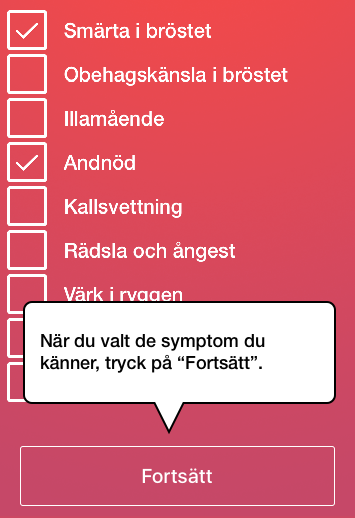 Smärta i bröstet
Obehagskänsla i bröstet
Illamående
Andnöd
Kallsvettning
Rädsla och ångest
Värk i ryggen
När du valt de symptom du
känner, tryck på “Fortsätt”.
Fortsätt